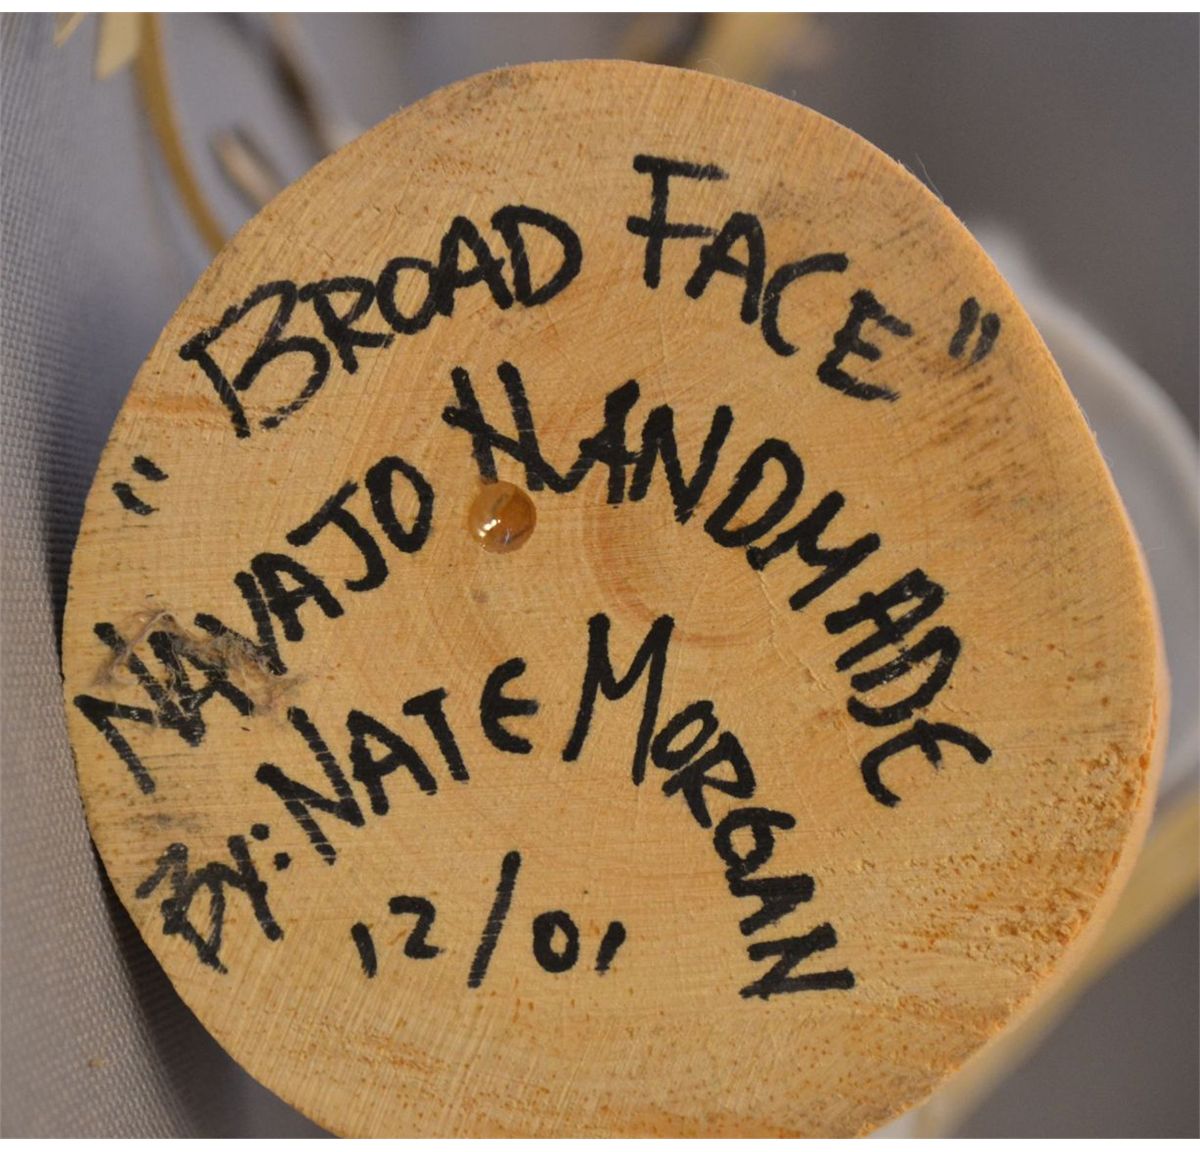 "BROAD FACE"
NAVAJO HANDMADE
By: NATE MORGAN
12/01